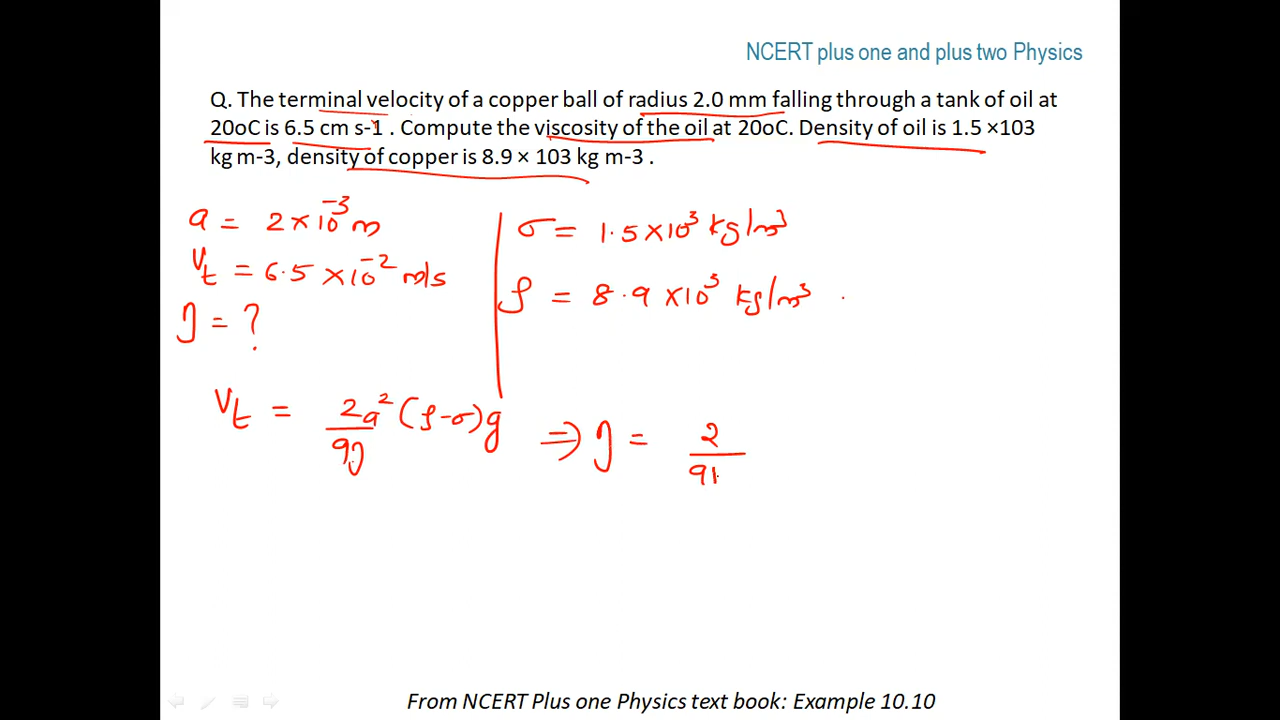 NCERT plus one and plus two Physics
Q. The terminal velocity of a copper ball of radius 2.0 mm falling through a tank of oil at
20oC is 6.5 cm s-1 . Compute the viscosity of the oil at 20oC. Density of oil is 1.5 ×103
kg m-3, density of copper is 8.9 × 103 kg m-3 .
a = 2 × 10⁻³ m
Vt = 6.5 × 10⁻² m/s
η = ?
σ = 1.5 × 10³ kg/m³
ρ = 8.9 × 10³ kg/m³
Vt = 2a²/9η (ρ-σ)g ⇒ η = 2/9
From NCERT Plus one Physics text book: Example 10.10